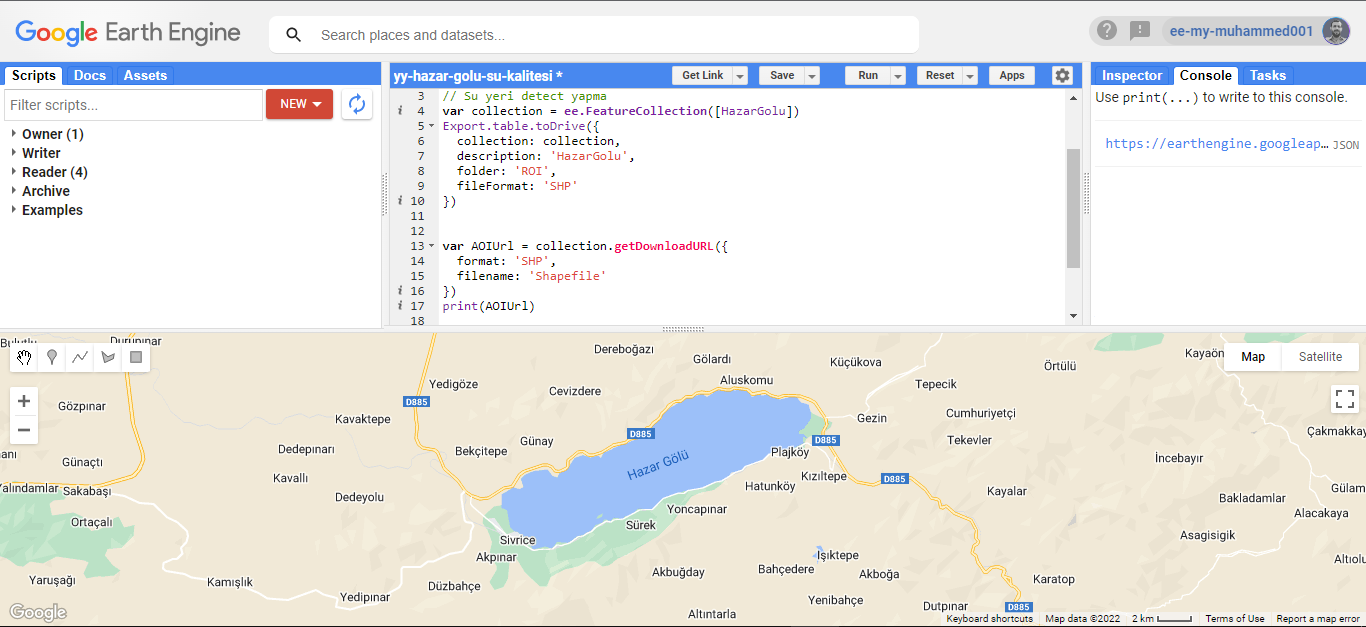 Google Earth Engine
Search places and datasets...
ee-my-muhammed001
Scripts Docs Assets
Filter scripts...
NEW
Owner (1)
Writer
Reader (4)
Archive
Examples
yy-hazar-golu-su-kalitesi *
Get Link Save Run Reset Apps
3 // Su yeri detect yapma
i 4 var collection = ee.FeatureCollection([HazarGolu])
5 Export.table.toDrive({
6 collection: collection,
7 description: 'HazarGolu',
8 folder: 'ROI',
9 fileFormat: 'SHP'
i 10 })
11
12
13 var AOIUrl = collection.getDownloadURL({
14 format: 'SHP',
15 filename: 'Shapefile'
i 16 })
i 17 print(AOIUrl)
18
Inspector Console Tasks
Use print(...) to write to this console.
https://earthengine.googleap… JSON
Durupınar
Dereboğazı
Gölardı
Küçükova
Kayaön
Map Satellite
Örtülü
Yedigöze
Aluskomu
Tepecik
Cevizdere
D885
Gözpınar
Kavaktepe
Gezin
Cumhuriyetçi
Çakmakkay
D885
Günay
D885
Tekevler
Dedepınarı
Bekçitepe
Plajköy
anı
Günaçtı
Hazar Gölü
İncebayır
Kavallı
Kızıltepe
D885
Hatunköy
Yalındamlar
Sakabaşı
Dedeyolu
Kayalar
Bakladamlar
Gülam
Yoncapınar
Alacakaya
Ortaçalı
Sürek
Sivrice
Asagisigik
Akpınar
Işıktepe
Altıolu
Akbuğday
Bahçedere
Akboğa
Yaruşağı
Kamışlık
Düzbahçe
Karatop
Yedipınar
Yenibahçe
Dutpınar
D885
Altıntarla
Google
Keyboard shortcuts Map data ©2022 2 km Terms of Use Report a map error